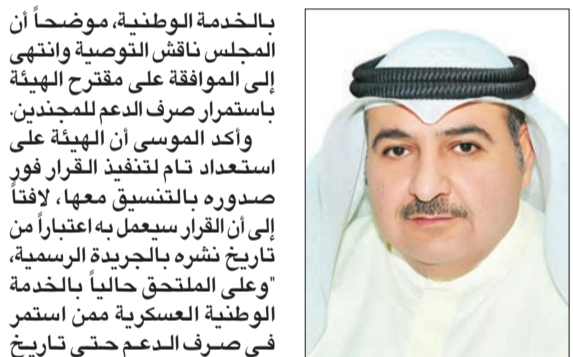 بالخدمة الوطنية، موضحاً أن
المجلس ناقش التوصية وانتهى
إلى الموافقة على مقترح الهيئة
باستمرار صرف الدعم للمجندين.
وأكد الموسى أن الهيئة على
استعداد تام لتنفيذ القرار فور
صدوره بالتنسيق معها، لافتاً
إلى أن القرار سيعمل به اعتباراً من
تاريخ نشره بالجريدة الرسمية،
"وعلى الملتحق حالياً بالخدمة
الوطنية العسكرية ممن استمر
في صرف الدعم حتى تاريخ